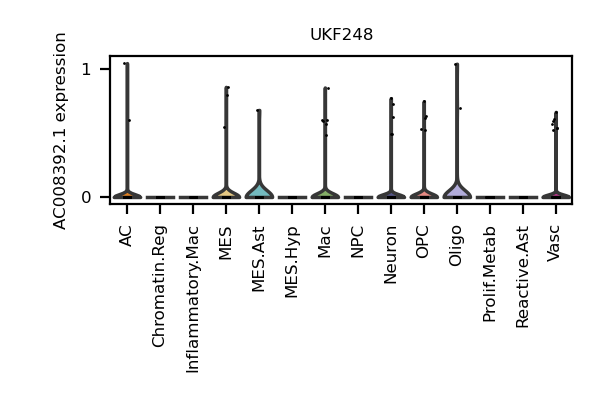 UKF248
AC008392.1 expression
1
0
AC
Chromatin.Reg
Inflammatory.Mac
MES
MES.Ast
MES.Hyp
Mac
NPC
Neuron
OPC
Oligo
Prolif.Metab
Reactive.Ast
Vasc